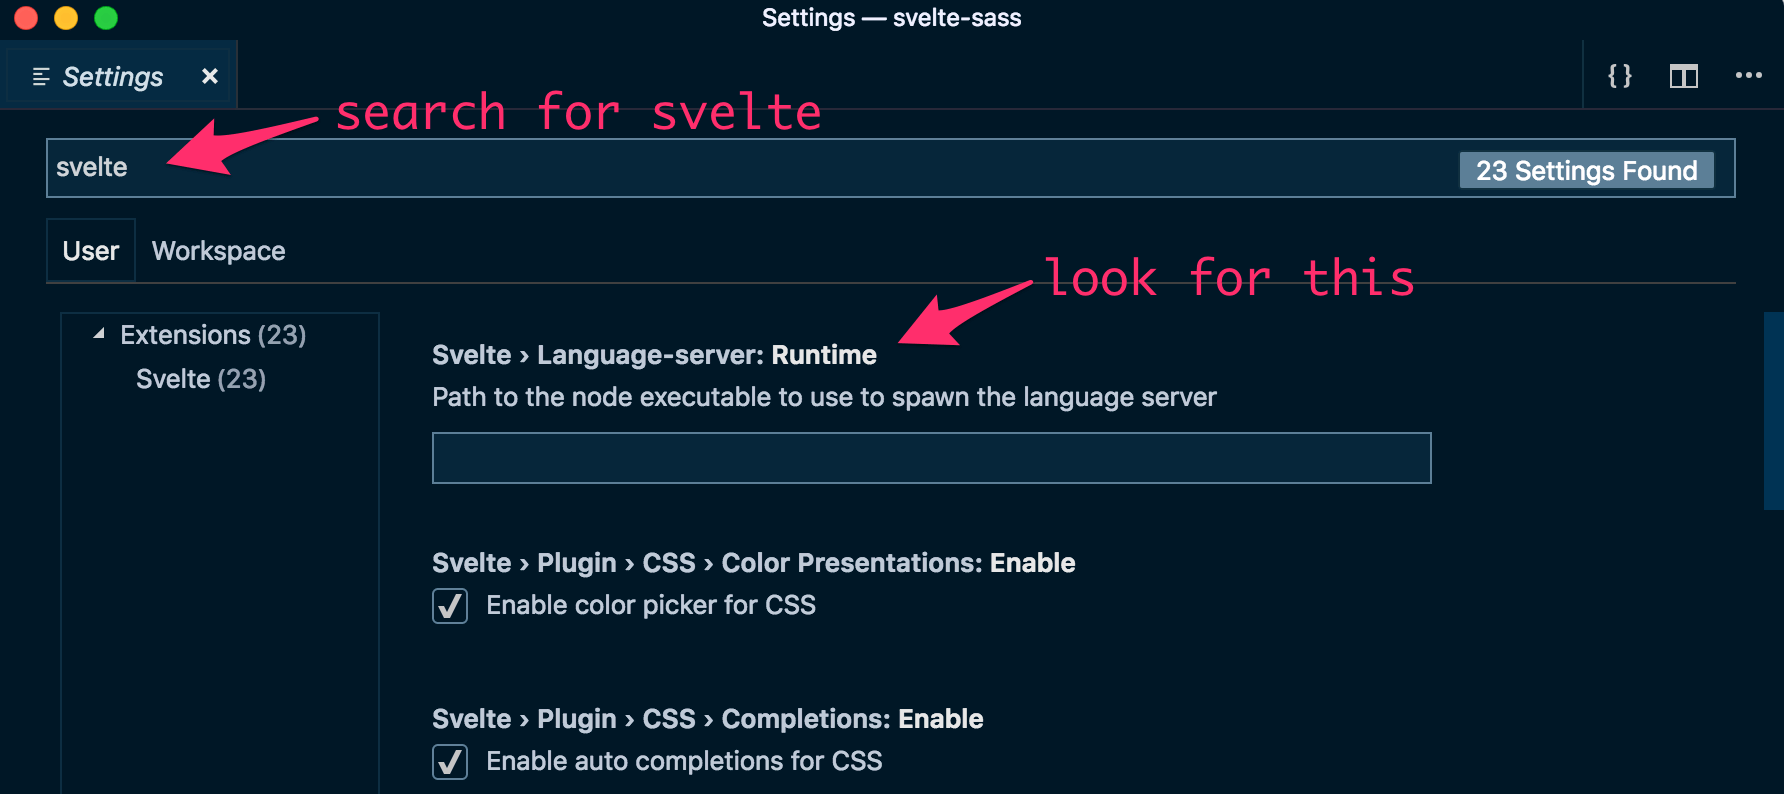 Settings — svelte-sass
Settings
search for svelte
svelte
23 Settings Found
User
Workspace
look for this
Extensions (23)
Svelte (23)
Svelte › Language-server: Runtime
Path to the node executable to use to spawn the language server
Svelte › Plugin › CSS › Color Presentations: Enable
Enable color picker for CSS
Svelte › Plugin › CSS › Completions: Enable
Enable auto completions for CSS